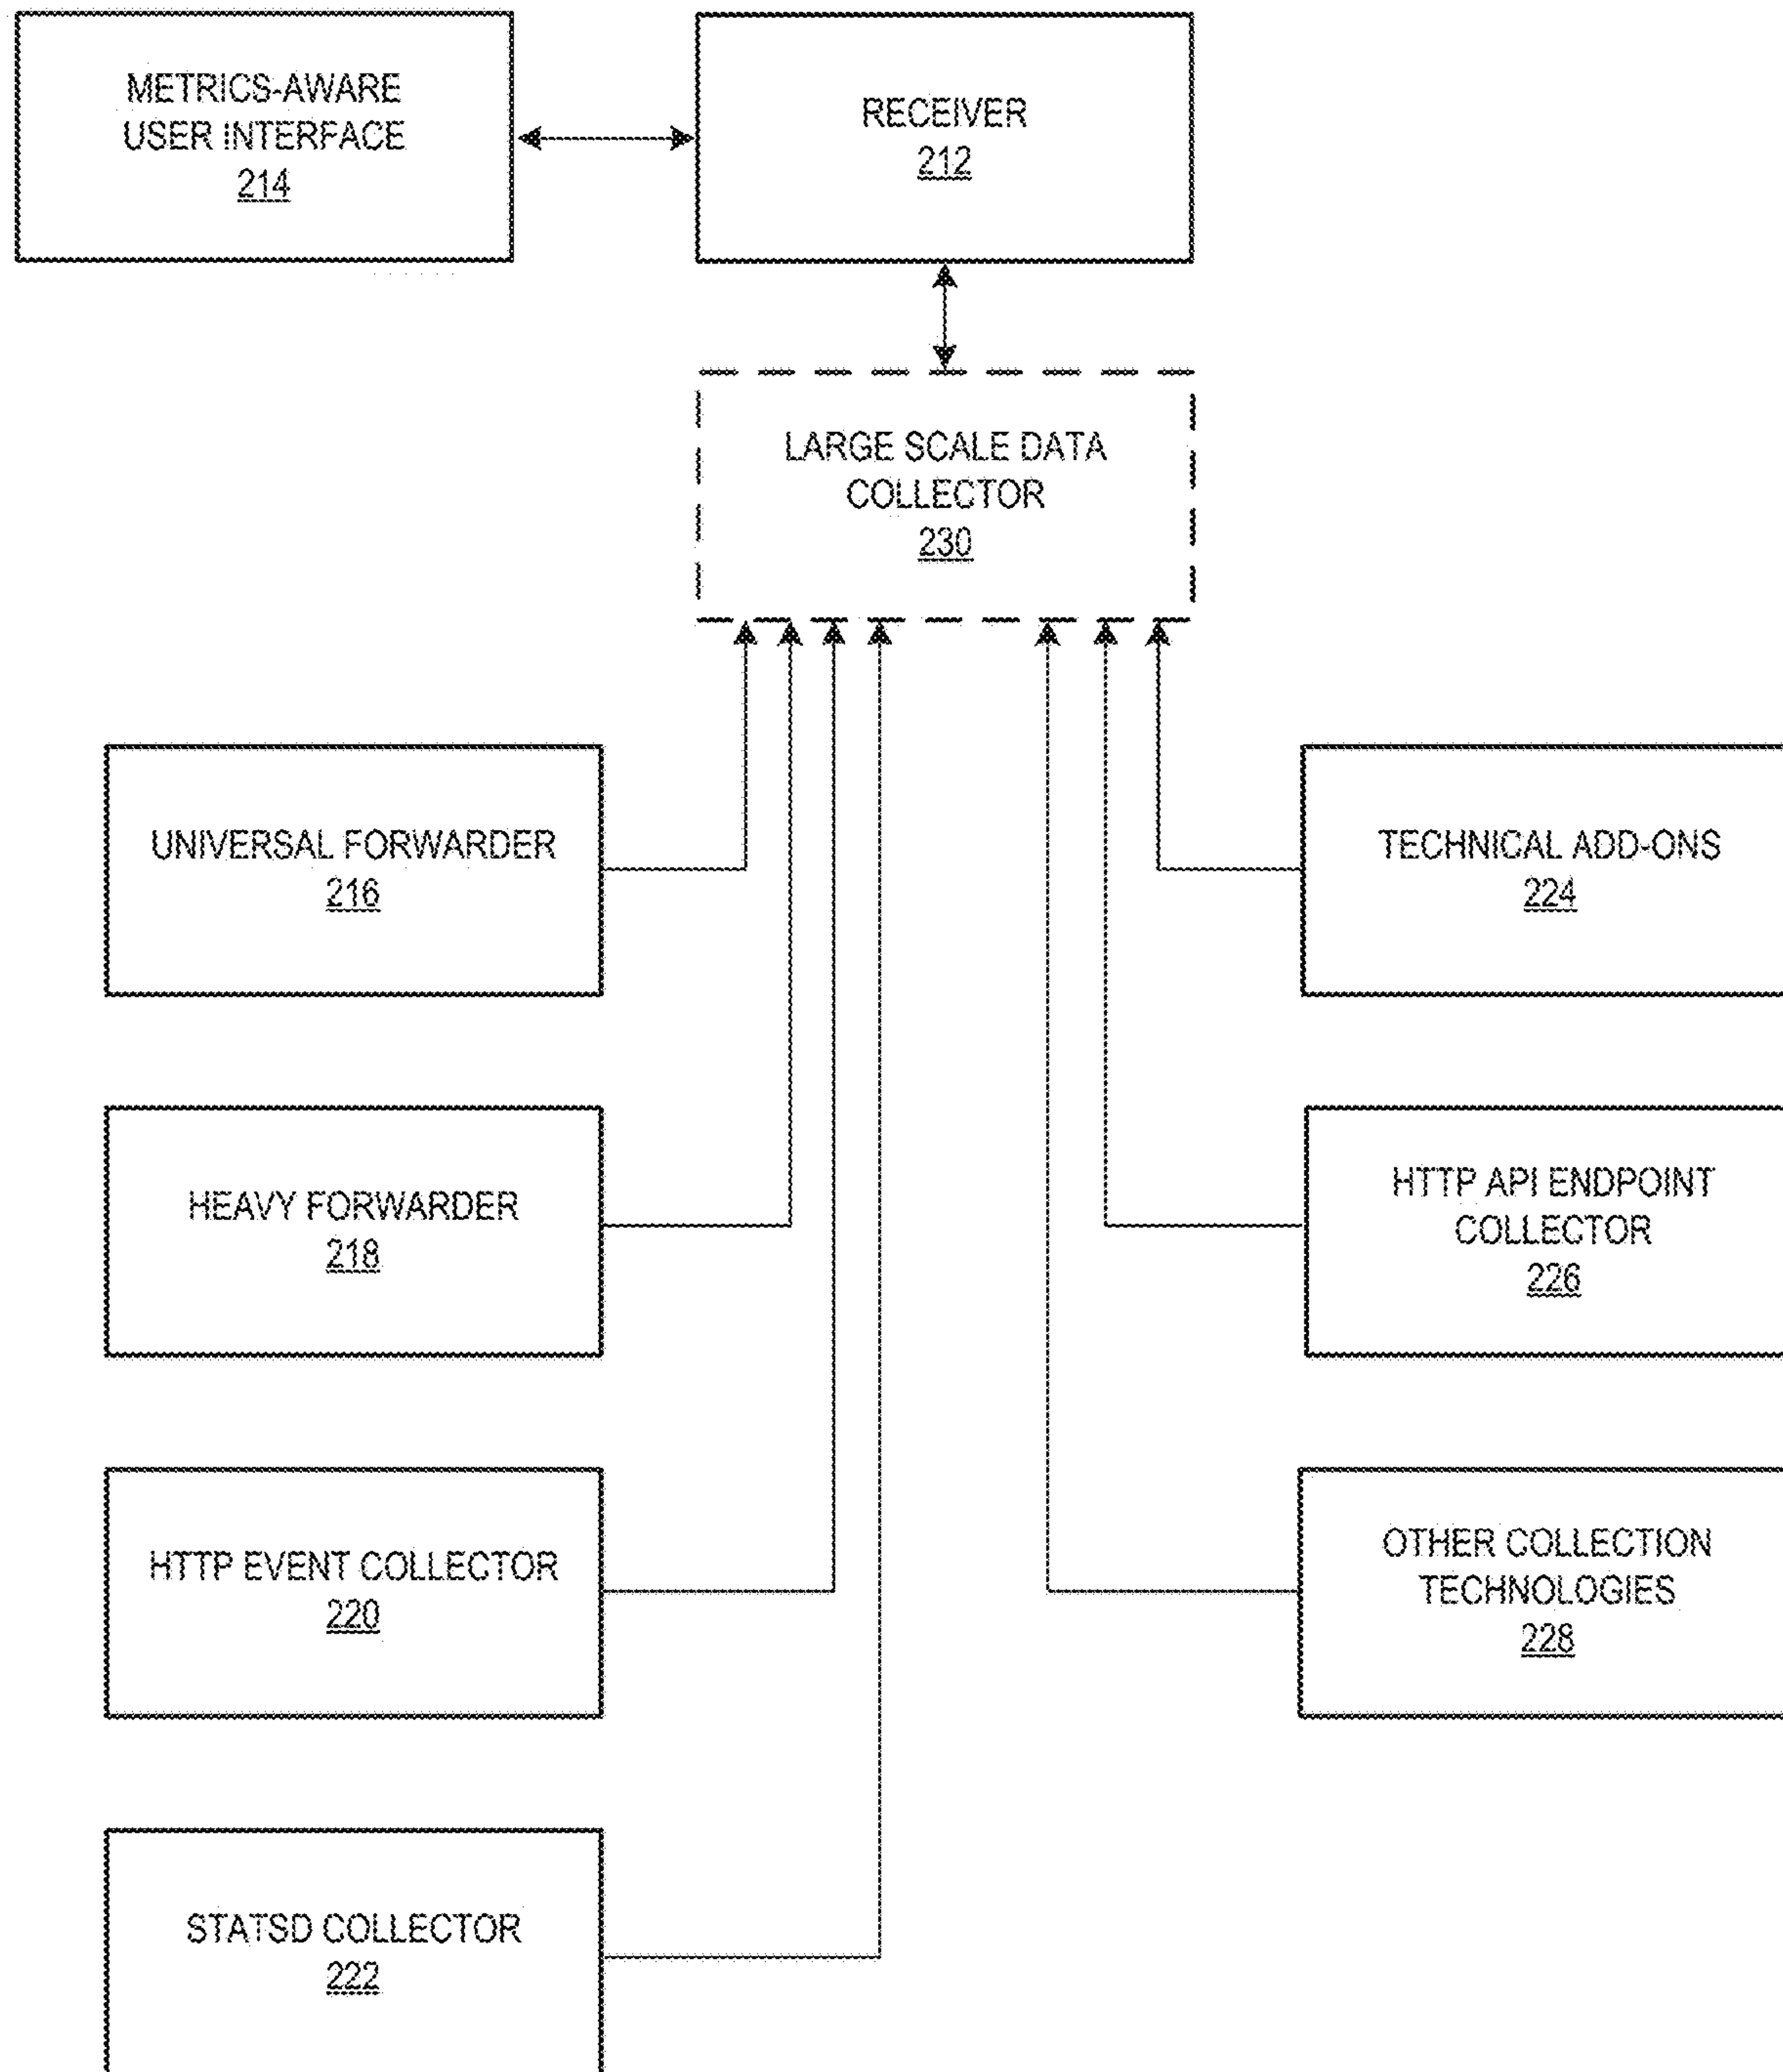 METRICS-AWARE
USER INTERFACE
214
RECEIVER
212
LARGE SCALE DATA
COLLECTOR
230
UNIVERSAL FORWARDER
216
TECHNICAL ADD-ONS
224
HEAVY FORWARDER
218
HTTP API ENDPOINT
COLLECTOR
226
HTTP EVENT COLLECTOR
220
OTHER COLLECTION
TECHNOLOGIES
228
STATSD COLLECTOR
222